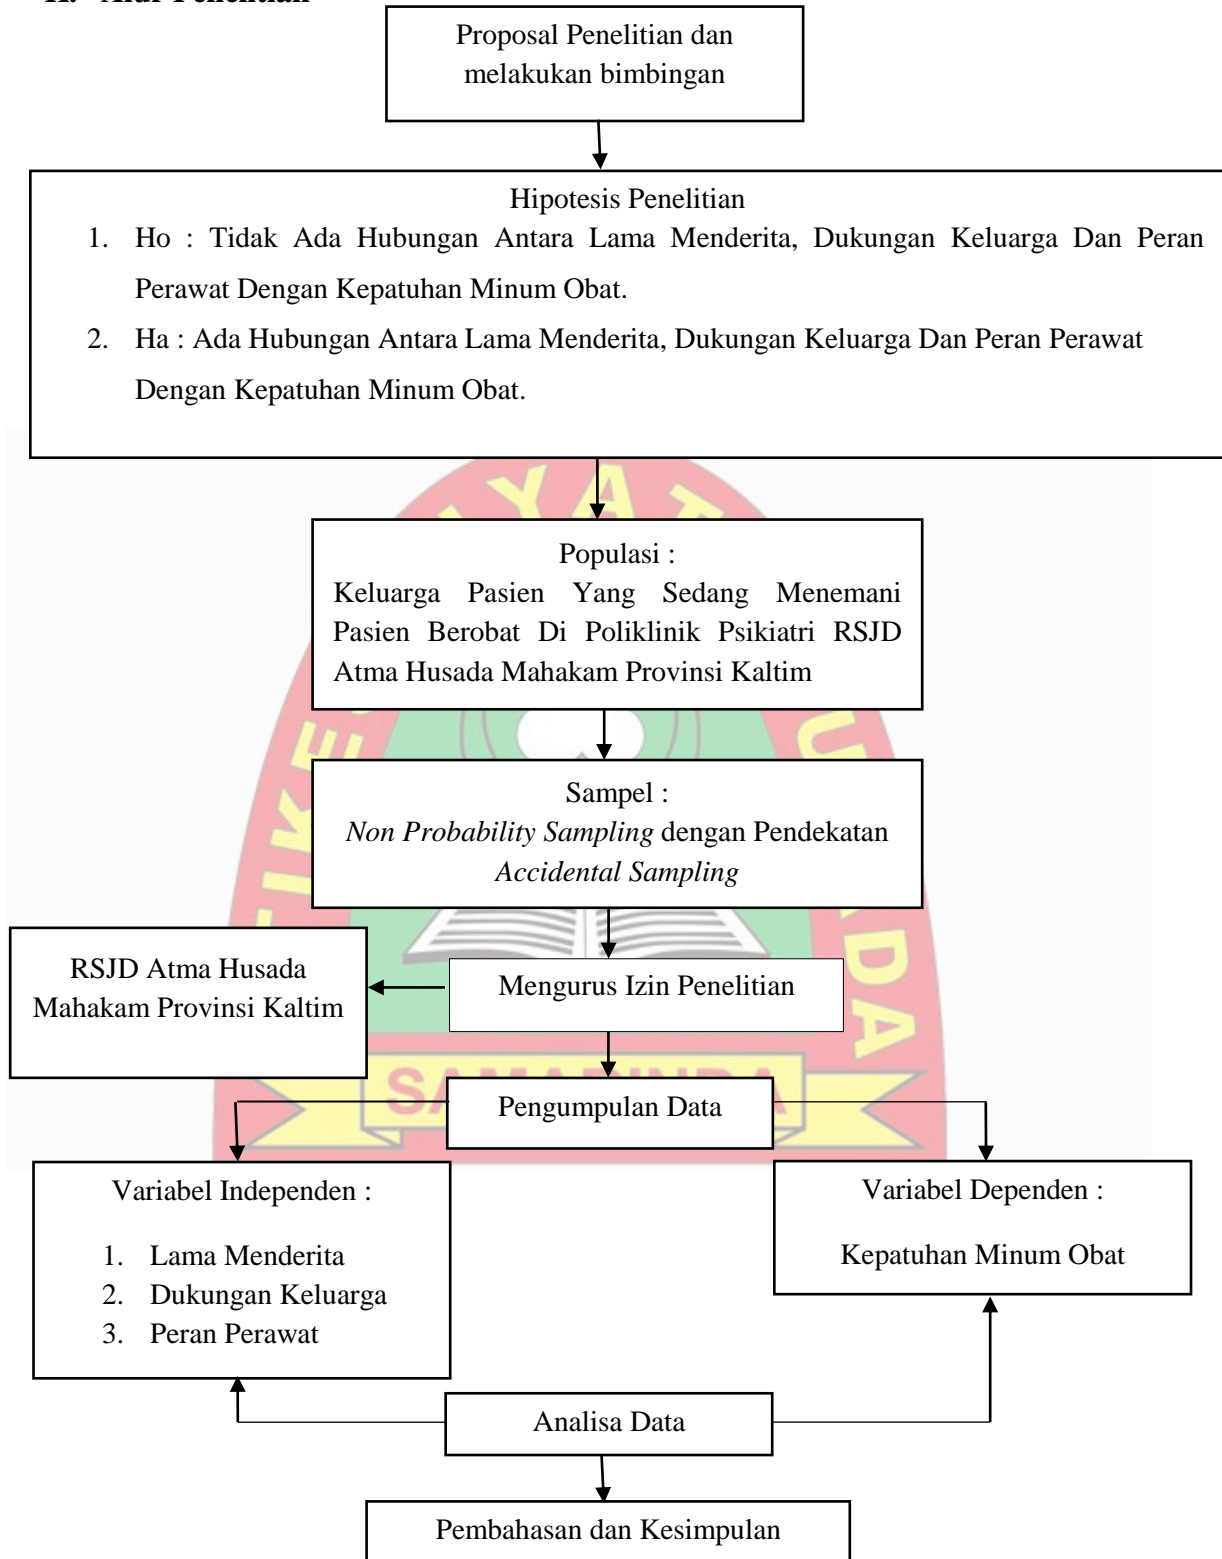 Proposal Penelitian dan
melakukan bimbingan
Hipotesis Penelitian
1. Ho : Tidak Ada Hubungan Antara Lama Menderita, Dukungan Keluarga Dan Peran
Perawat Dengan Kepatuhan Minum Obat.
2. Ha : Ada Hubungan Antara Lama Menderita, Dukungan Keluarga Dan Peran Perawat
Dengan Kepatuhan Minum Obat.
Populasi :
Keluarga Pasien Yang Sedang Menemani
Pasien Berobat Di Poliklinik Psikiatri RSJD
Atma Husada Mahakam Provinsi Kaltim
Sampel :
Non Probability Sampling dengan Pendekatan
Accidental Sampling
RSJD Atma Husada
Mahakam Provinsi Kaltim
Mengurus Izin Penelitian
Pengumpulan Data
Variabel Independen :
1. Lama Menderita
2. Dukungan Keluarga
3. Peran Perawat
Variabel Dependen :
Kepatuhan Minum Obat
Analisa Data
Pembahasan dan Kesimpulan